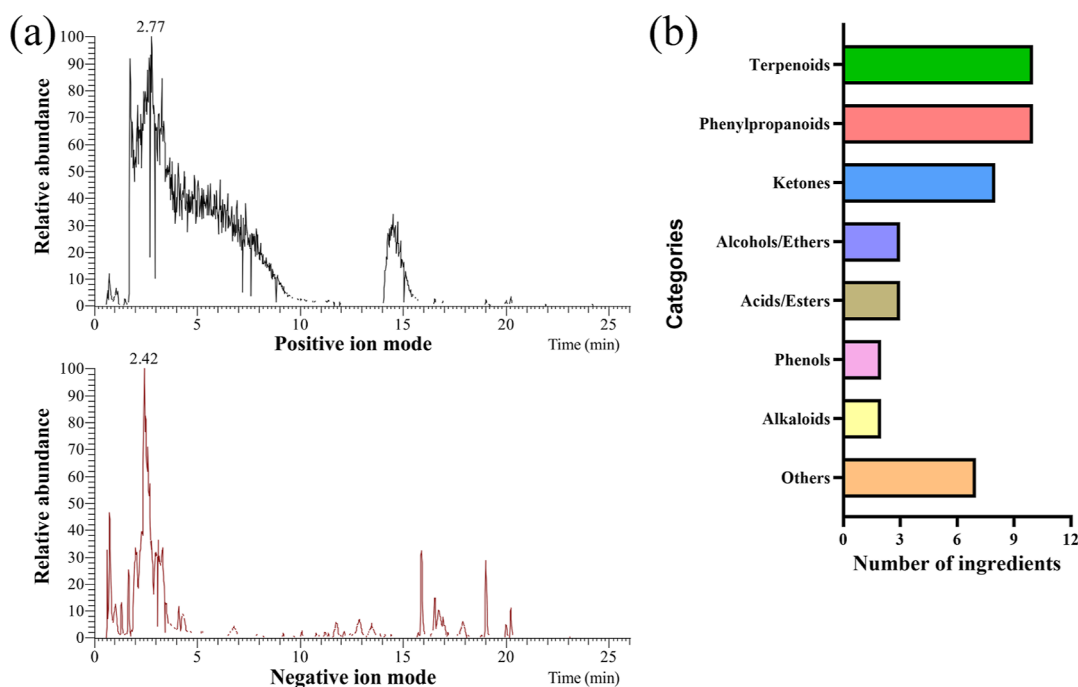 (a)
2.77
100
90
80
70
60
50
40
30
20
10
0
Relative abundance
0 5 10 15 20 25
Positive ion mode Time (min)
2.42
100
90
80
70
60
50
40
30
20
10
0
Relative abundance
0 5 10 15 20 25
Negative ion mode Time (min)
(b)
Categories
Terpenoids
Phenylpropanoids
Ketones
Alcohols/Ethers
Acids/Esters
Phenols
Alkaloids
Others
0 3 6 9 12
Number of ingredients